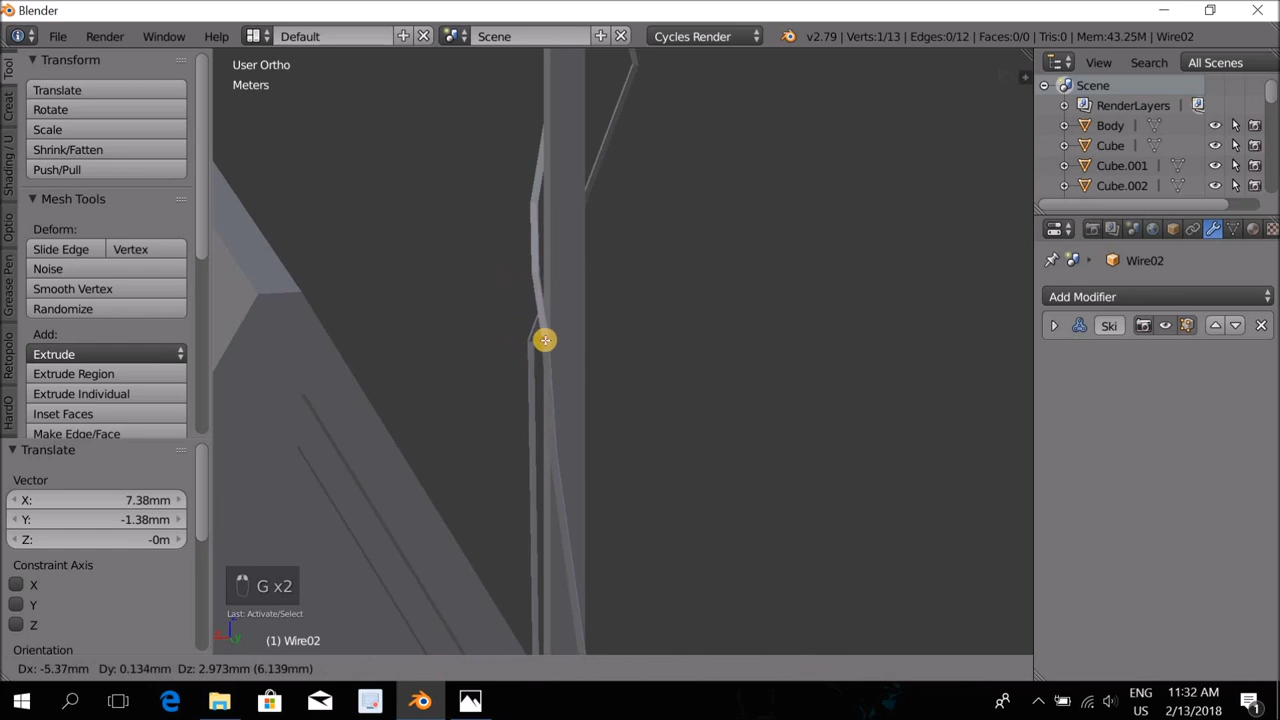 Blender
File Render Window Help Default Scene Cycles Render v2.79 | Verts:1/13 | Edges:0/12 | Faces:0/0 | Tris:0 | Mem:43.25M | Wire02
Transform
Translate
Rotate
Scale
Shrink/Fatten
Push/Pull
Mesh Tools
Deform:
Slide Edge Vertex
Noise
Smooth Vertex
Randomize
Add:
Extrude
Extrude Region
Extrude Individual
Inset Faces
Make Edge/Face
Tool
Creat
Shading / U
Optio
Grease Pen
Retopolo
HardO
Translate
Vector
X: 7.38mm
Y: -1.38mm
Z: -0m
Constraint Axis
X
Y
Z
Orientation
User Ortho
Meters
G x2
Last: Activate/Select
(1) Wire02
Dx: -5.37mm Dy: 0.134mm Dz: 2.973mm (6.139mm)
View Search All Scenes
Scene
RenderLayers
Body
Cube
Cube.001
Cube.002
Wire02
Add Modifier
Ski
ENG
US
11:32 AM
2/13/2018
1